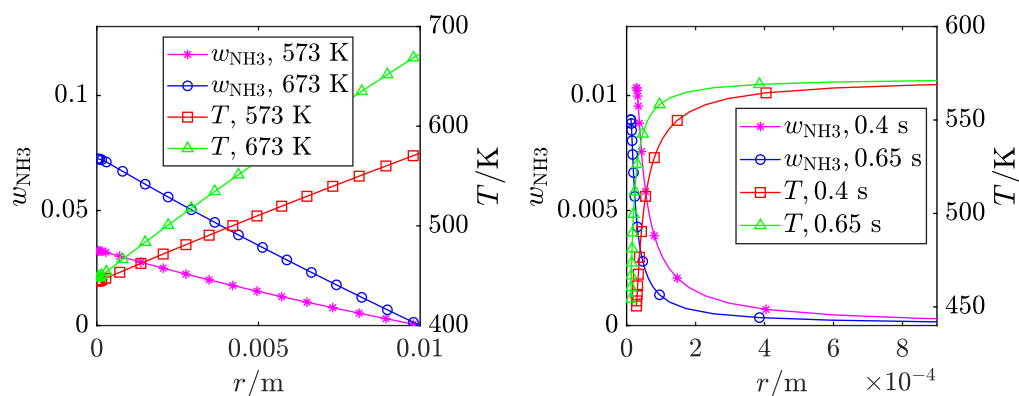 700
600
500
400
0.1
0.05
0
w_NH3
T/K
w_NH3, 573 K
w_NH3, 673 K
T, 573 K
T, 673 K
0
0.005
0.01
r/m
600
550
500
450
0.01
0.005
0
w_NH3
T/K
w_NH3, 0.4 s
w_NH3, 0.65 s
T, 0.4 s
T, 0.65 s
0
2
4
6
8
r/m
×10⁻⁴